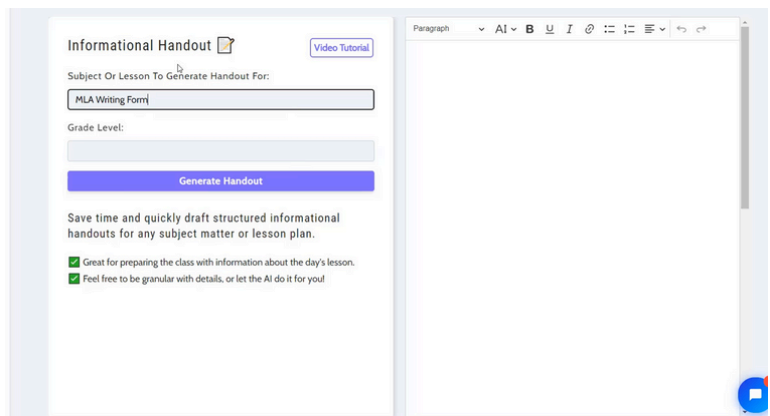 Informational Handout
Video Tutorial
Subject Or Lesson To Generate Handout For:
MLA Writing Form
Grade Level:
Generate Handout
Save time and quickly draft structured informational
handouts for any subject matter or lesson plan.
Great for preparing the class with information about the day's lesson.
Feel free to be granular with details, or let the AI do it for you!
Paragraph
AI B U I